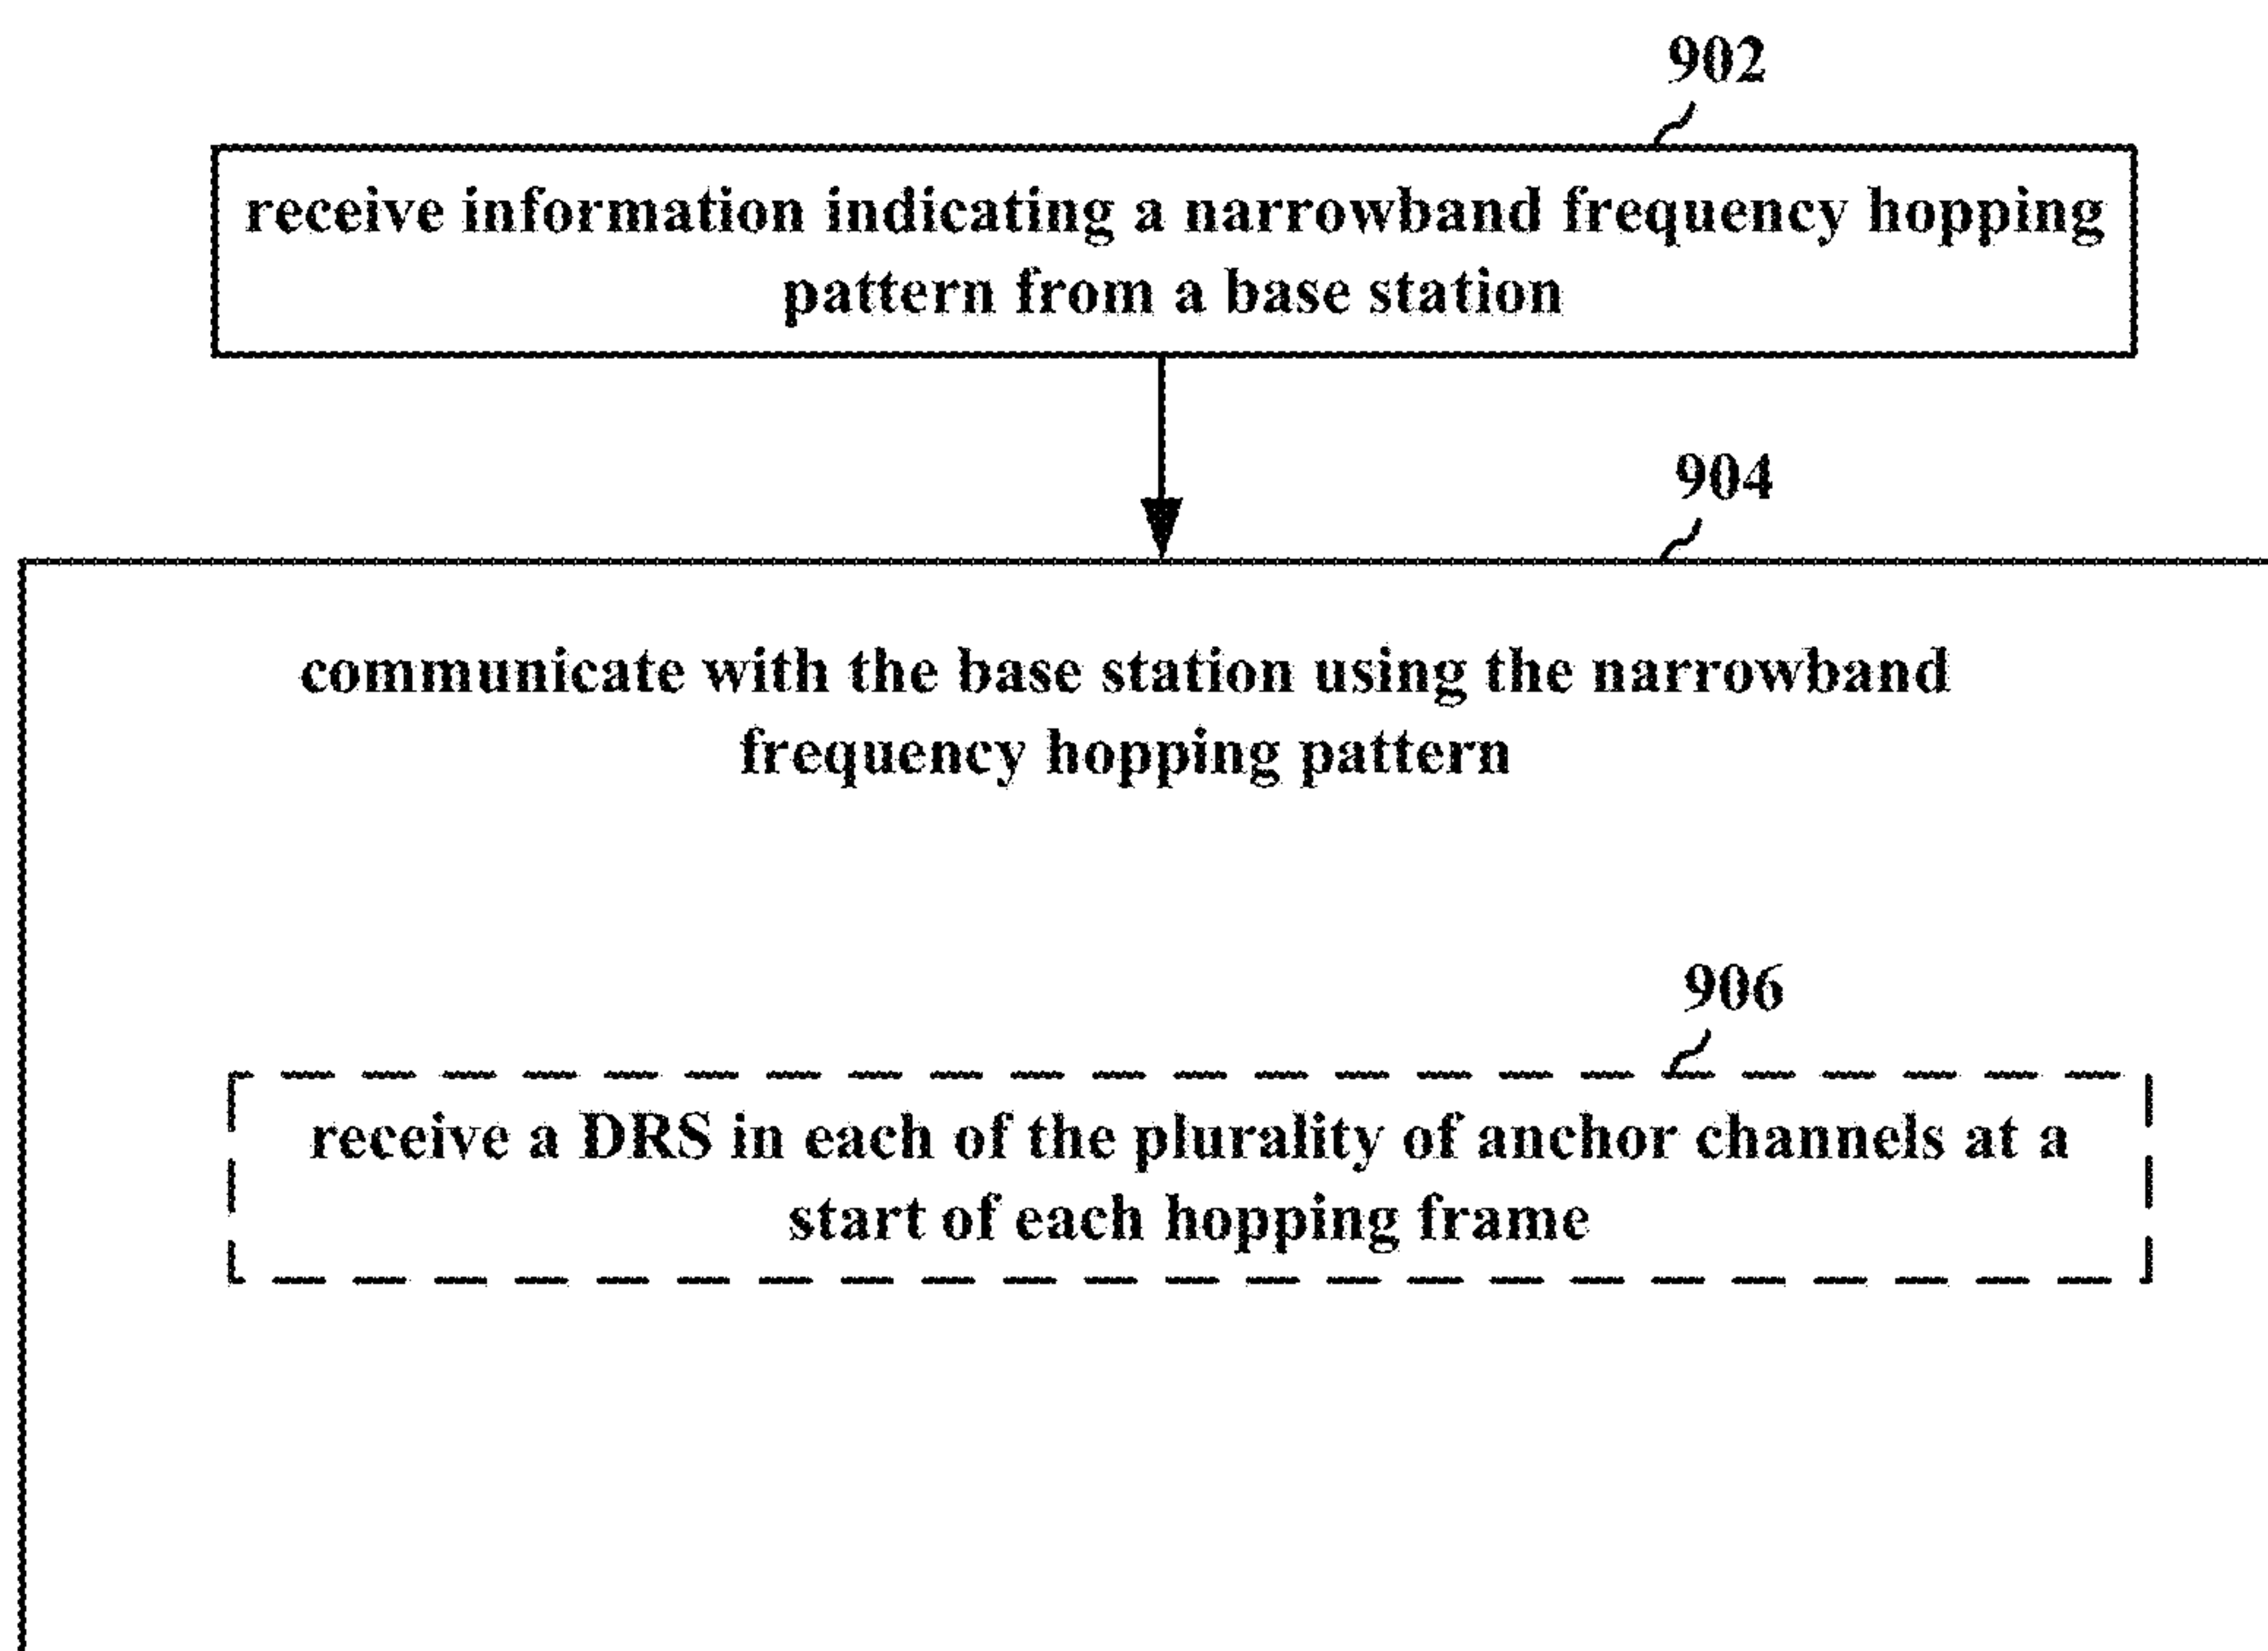 902
receive information indicating a narrowband frequency hopping
pattern from a base station
904
communicate with the base station using the narrowband
frequency hopping pattern
906
receive a DRS in each of the plurality of anchor channels at a
start of each hopping frame